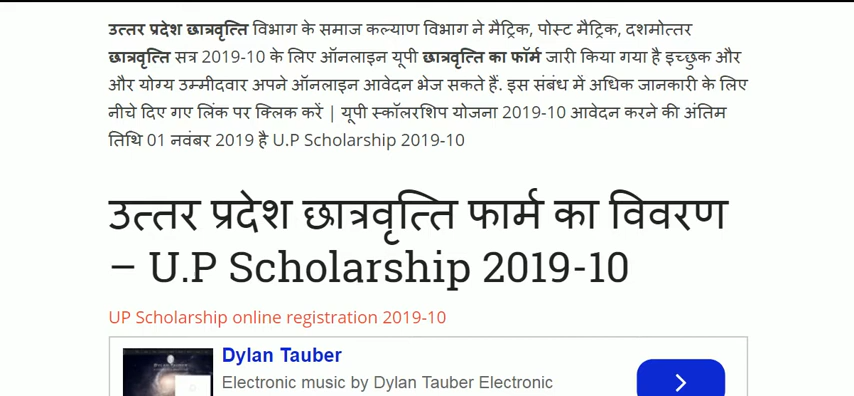 उत्तर प्रदेश छात्रवृत्ति विभाग के समाज कल्याण विभाग ने मैट्रिक, पोस्ट मैट्रिक, दशमोत्तर
छात्रवृत्ति सत्र 2019-10 के लिए ऑनलाइन यूपी छात्रवृत्ति का फॉर्म जारी किया गया है इच्छुक और
और योग्य उम्मीदवार अपने ऑनलाइन आवेदन भेज सकते हैं. इस संबंध में अधिक जानकारी के लिए
नीचे दिए गए लिंक पर क्लिक करें | यूपी स्कॉलरशिप योजना 2019-10 आवेदन करने की अंतिम
तिथि 01 नवंबर 2019 है U.P Scholarship 2019-10
उत्तर प्रदेश छात्रवृत्ति फार्म का विवरण
– U.P Scholarship 2019-10
UP Scholarship online registration 2019-10
Dylan Tauber
Electronic music by Dylan Tauber Electronic